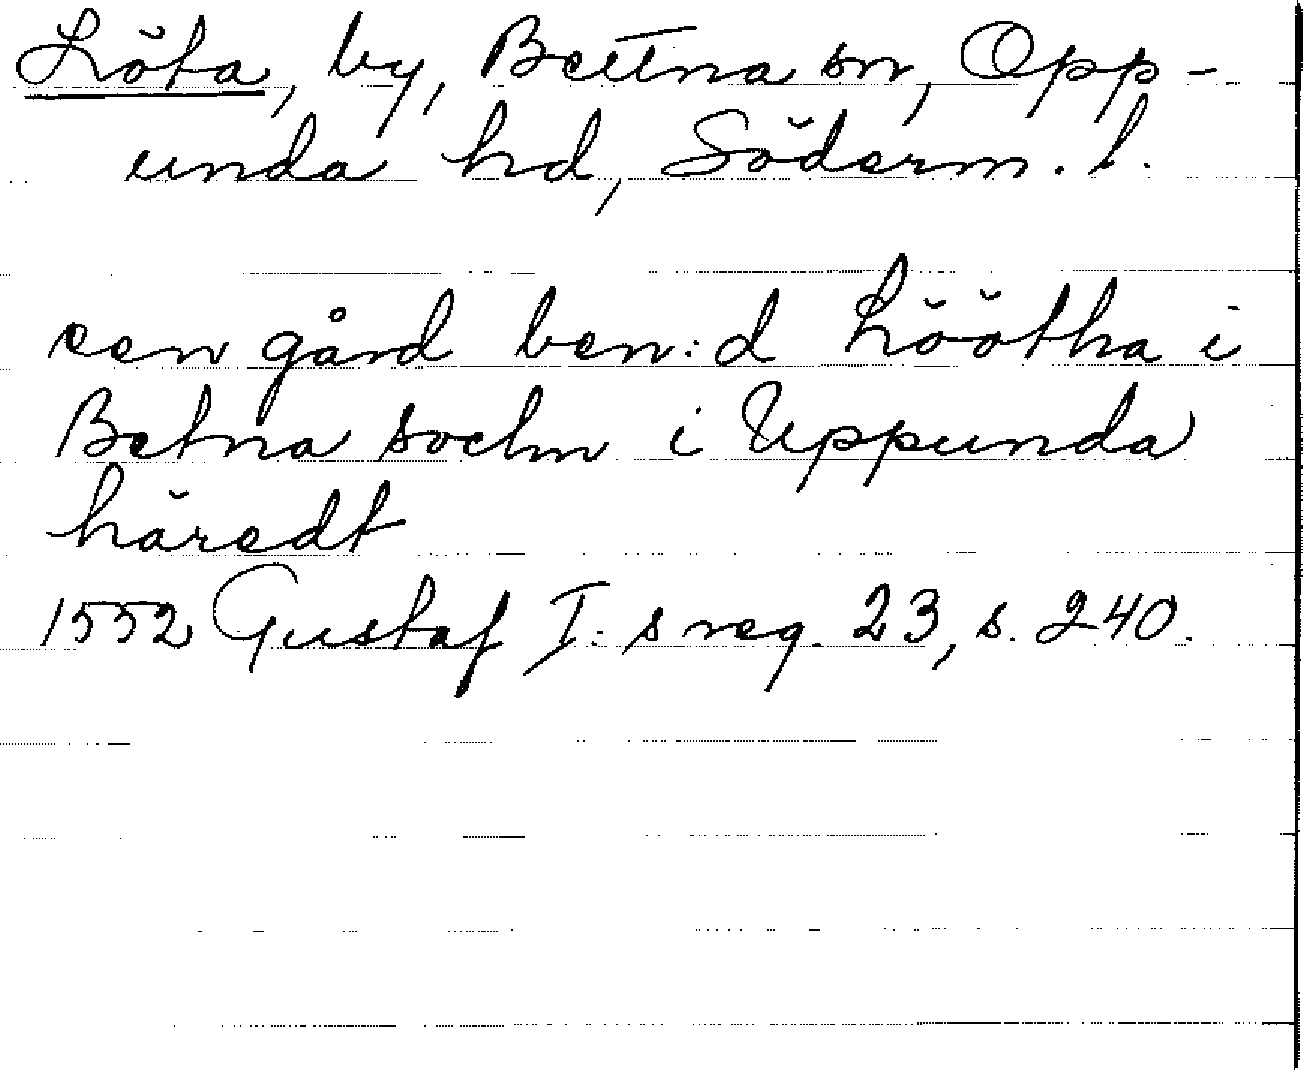 Löta, by, Bettna sn, Opp-
unda hd, Söderm. l.
een gård ben:d Löötha i
Betna sochn i Uppunda
häredt
1552 Gustaf I:s reg. 23, s. 240.